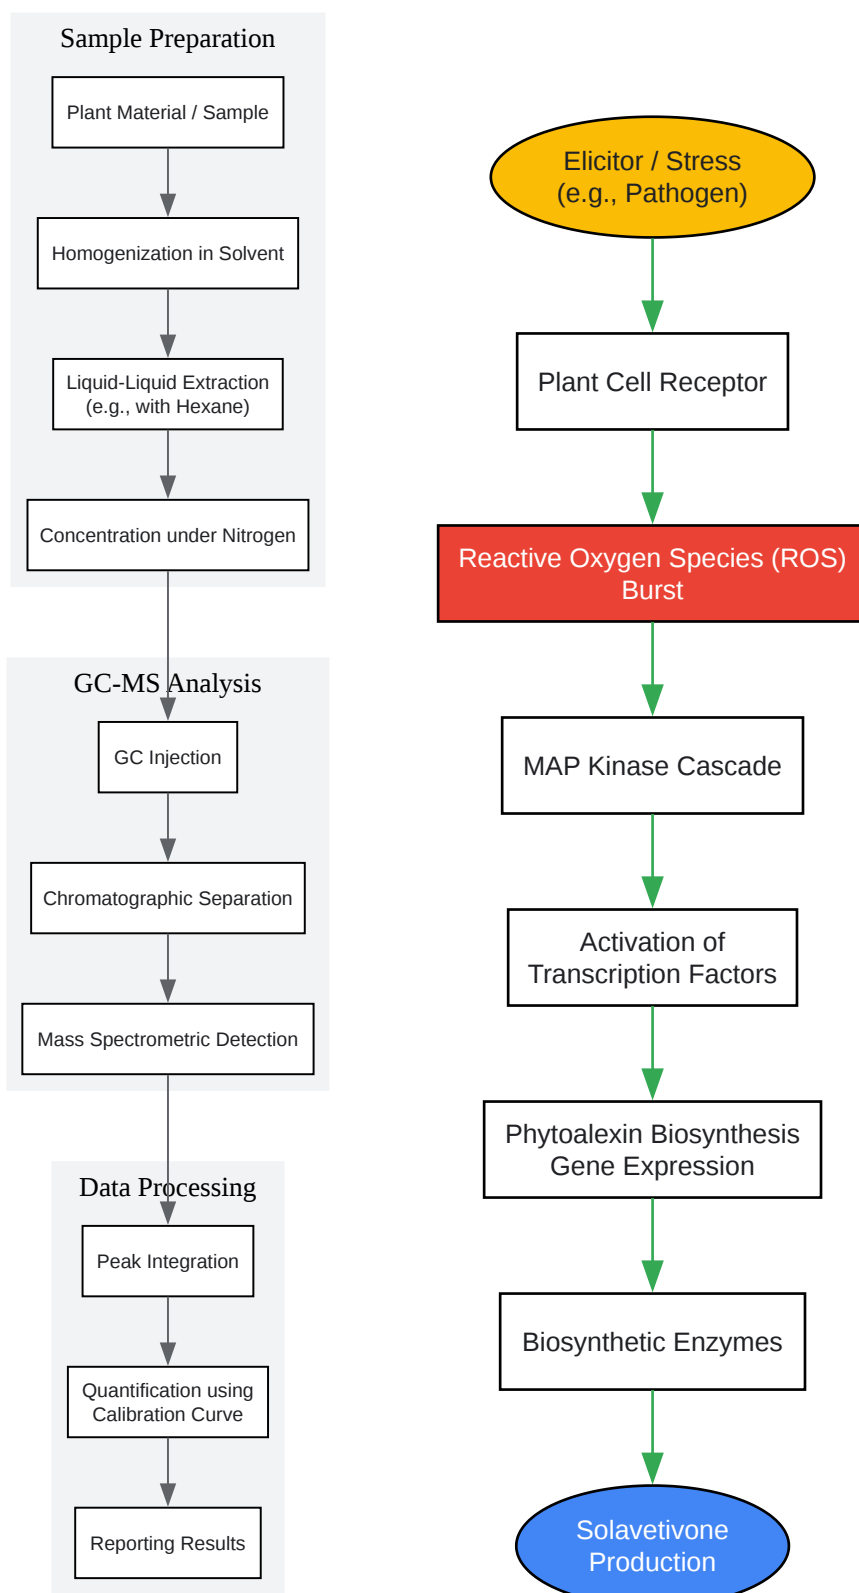 Sample Preparation
Plant Material / Sample
Homogenization in Solvent
Liquid-Liquid Extraction
(e.g., with Hexane)
Concentration under Nitrogen
GC-MS Analysis
GC Injection
Chromatographic Separation
Mass Spectrometric Detection
Data Processing
Peak Integration
Quantification using
Calibration Curve
Reporting Results
Elicitor / Stress
(e.g., Pathogen)
Plant Cell Receptor
Reactive Oxygen Species (ROS)
Burst
MAP Kinase Cascade
Activation of
Transcription Factors
Phytoalexin Biosynthesis
Gene Expression
Biosynthetic Enzymes
Solavetivone
Production